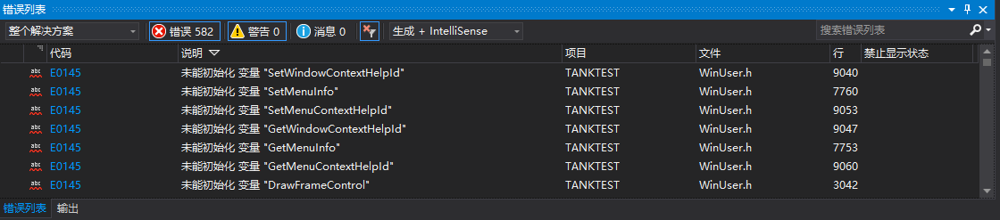 错误列表
整个解决方案 错误 582 警告 0 消息 0 生成 + IntelliSense 搜索错误列表
代码 说明 项目 文件 行 禁止显示状态
abc E0145 未能初始化 变量 "SetWindowContextHelpId" TANKTEST WinUser.h 9040
abc E0145 未能初始化 变量 "SetMenuInfo" TANKTEST WinUser.h 7760
abc E0145 未能初始化 变量 "SetMenuContextHelpId" TANKTEST WinUser.h 9053
abc E0145 未能初始化 变量 "GetWindowContextHelpId" TANKTEST WinUser.h 9047
abc E0145 未能初始化 变量 "GetMenuInfo" TANKTEST WinUser.h 7753
abc E0145 未能初始化 变量 "GetMenuContextHelpId" TANKTEST WinUser.h 9060
abc E0145 未能初始化 变量 "DrawFrameControl" TANKTEST WinUser.h 3042
错误列表 输出